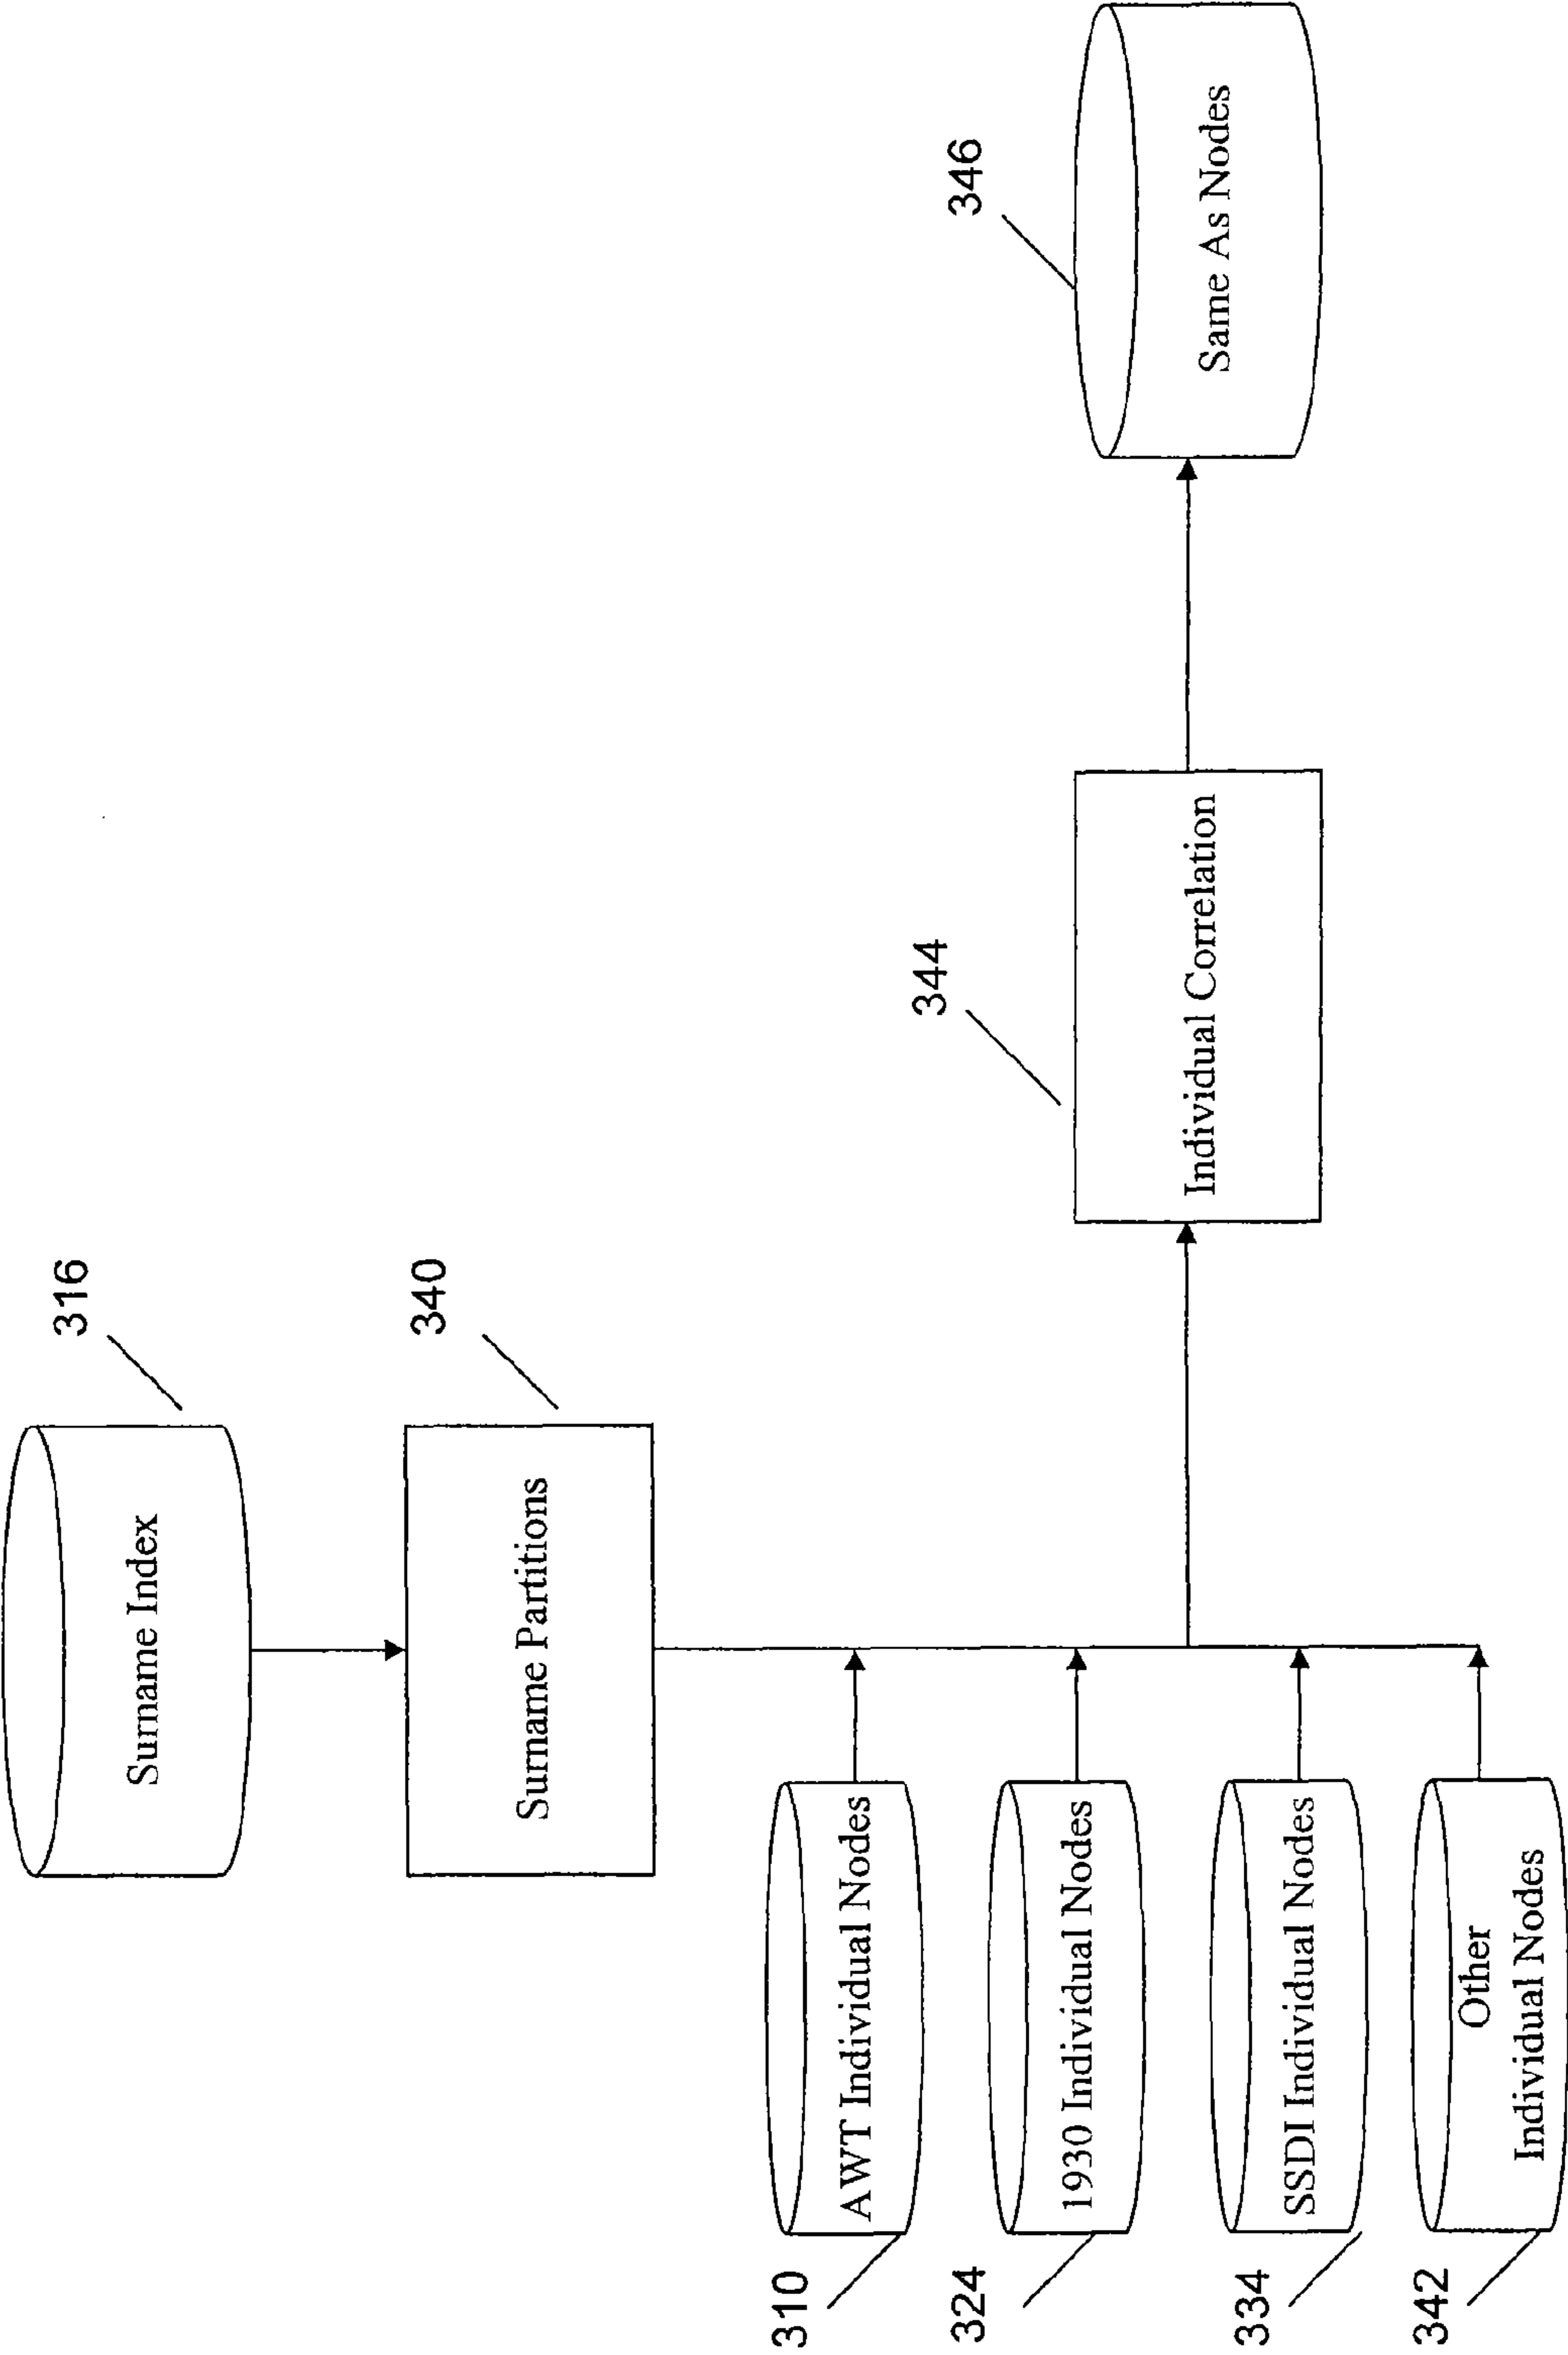 316
Surname Index
340
Surname Partitions
310
AWT Individual Nodes
324
1930 Individual Nodes
334
SSDI Individual Nodes
342
Other
Individual Nodes
344
Individual Correlation
346
Same As Nodes